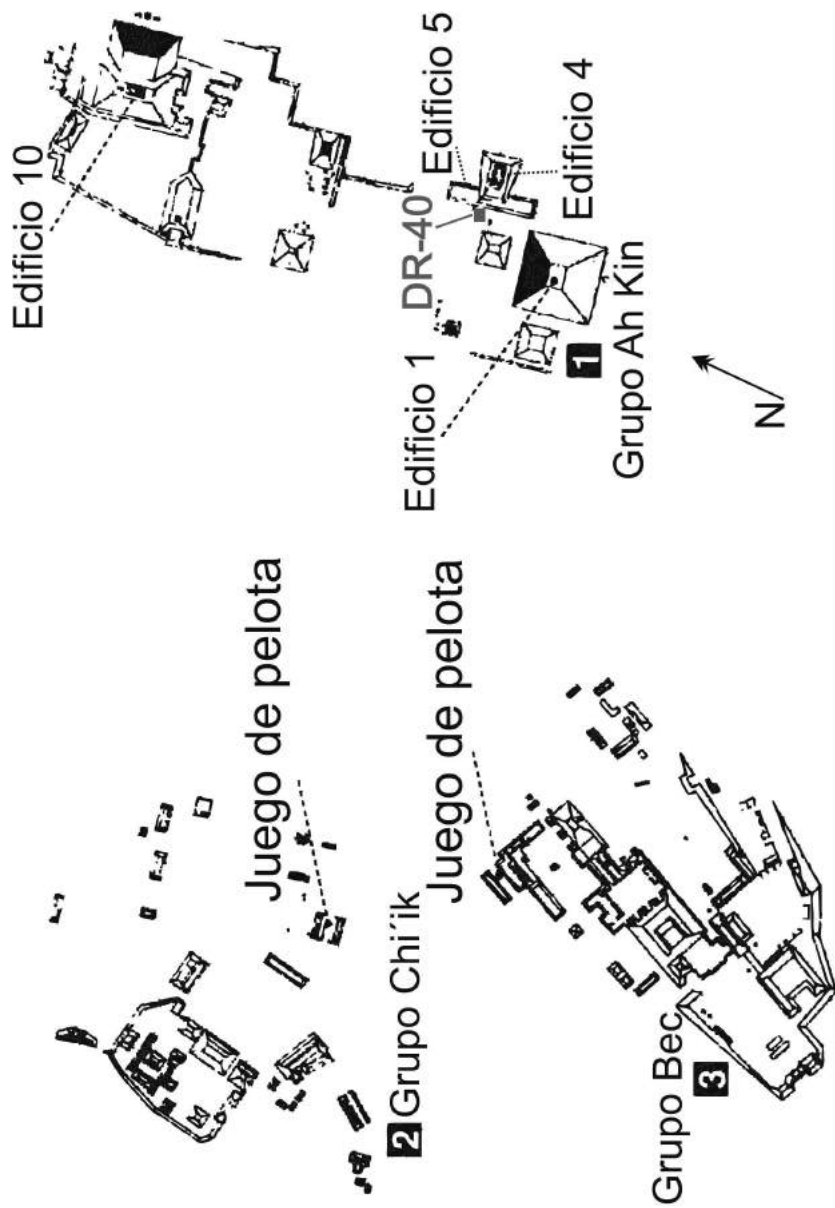 Edificio 10
Juego de pelota
2 Grupo Chi´ik
Edificio 1
DR-40
Edificio 5
Juego de pelota
Edificio 4
1
Grupo Ah Kin
Grupo Bec
3
N